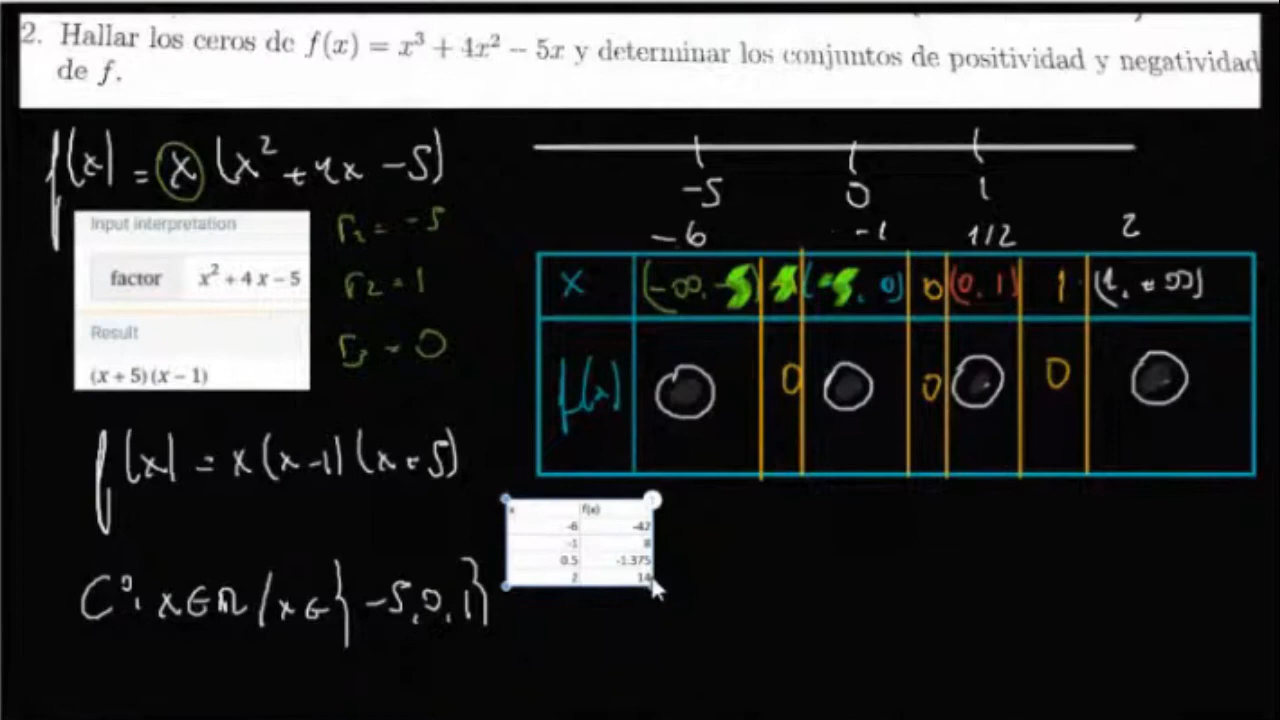 2. Hallar los ceros de f(x) = x³ + 4x² − 5x y determinar los conjuntos de positividad y negatividad
de f.
f(x) = x (x² + 4x − 5)
Input interpretation
factor x² + 4 x − 5
Result
(x + 5) (x − 1)
r₁ = −5
r₂ = 1
r₃ = 0
f(x) = x (x−1) (x+5)
C⁰: x∈ℝ / x∈{−5, 0, 1}
−5 0 1
−6 −1 1/2 2
x (−∞, −5) (−5, 0) 0 (0, 1) 1 (1, +∞)
f(x) 0 0 0
x f(x)
-6 -42
-1 8
0.5 -1.375
2 14